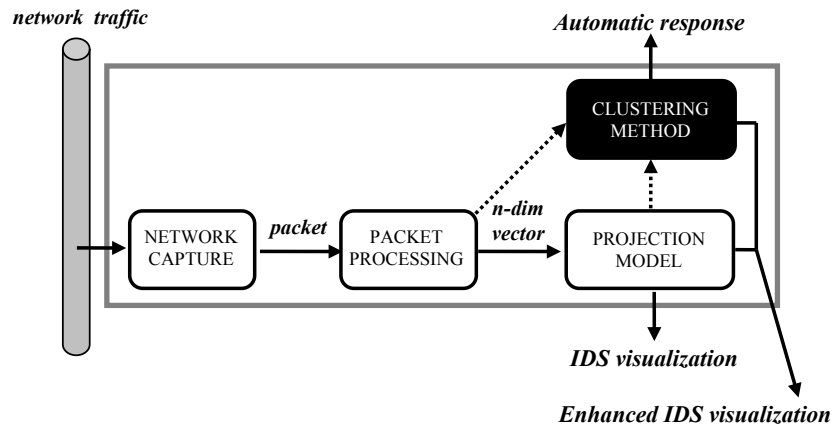 network traffic
Automatic response
CLUSTERING
METHOD
n-dim
vector
packet
NETWORK
CAPTURE
PACKET
PROCESSING
PROJECTION
MODEL
IDS visualization
Enhanced IDS visualization